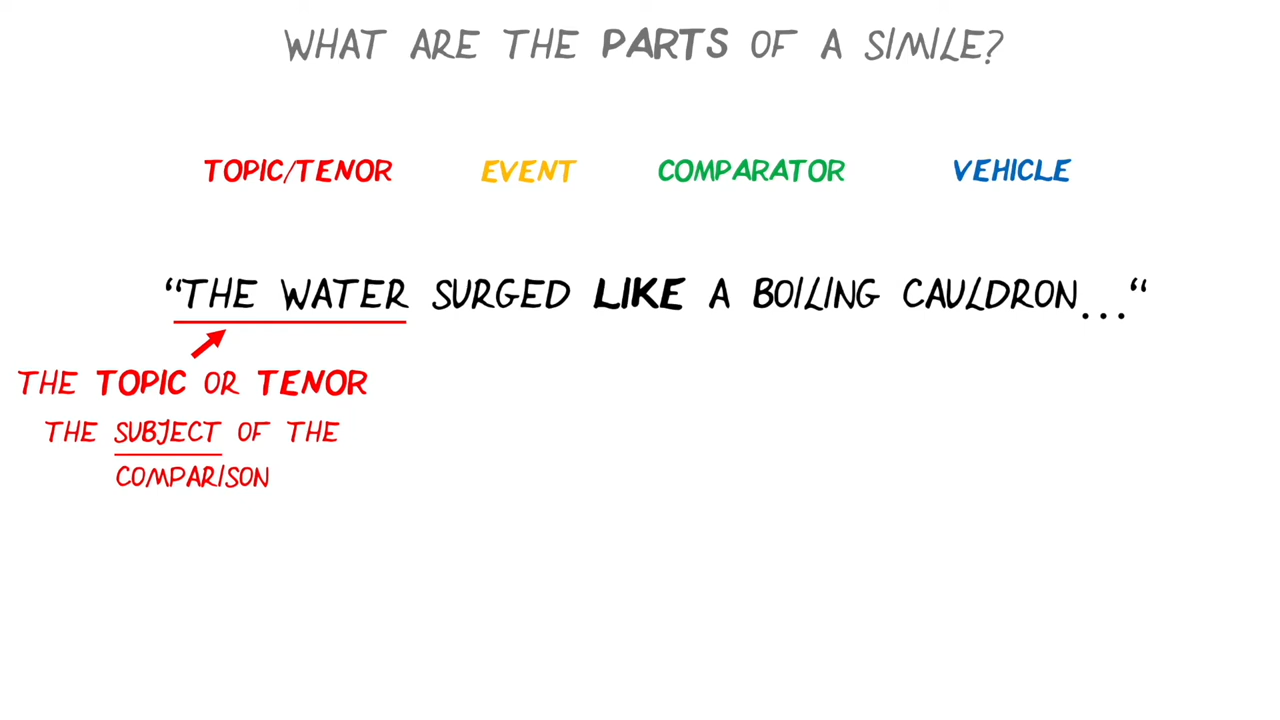 WHAT ARE THE PARTS OF A SIMILE?
TOPIC/TENOR EVENT COMPARATOR VEHICLE
“THE WATER SURGED LIKE A BOILING CAULDRON...“
THE TOPIC OR TENOR
THE SUBJECT OF THE
COMPARISON